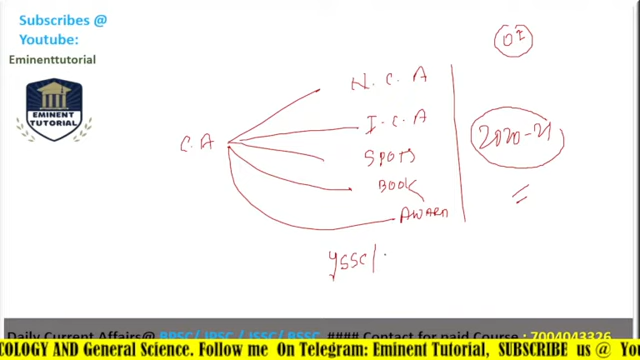 Subscribes @
Youtube:
Eminenttutorial
EMINENT
TUTORIAL
OI
N.C.A
I.C.A
C.A
2020-21
SPOTS
BOOK
AWARD
YSSC/
Daily Current Affairs@ BPSC/ JPSC/ JSSC/ BSSC #### Contact for paid Course : 7004043326
COLOGY AND General Science. Follow me On Telegram: Eminent Tutorial, SUBSCRIBE us @ Yo